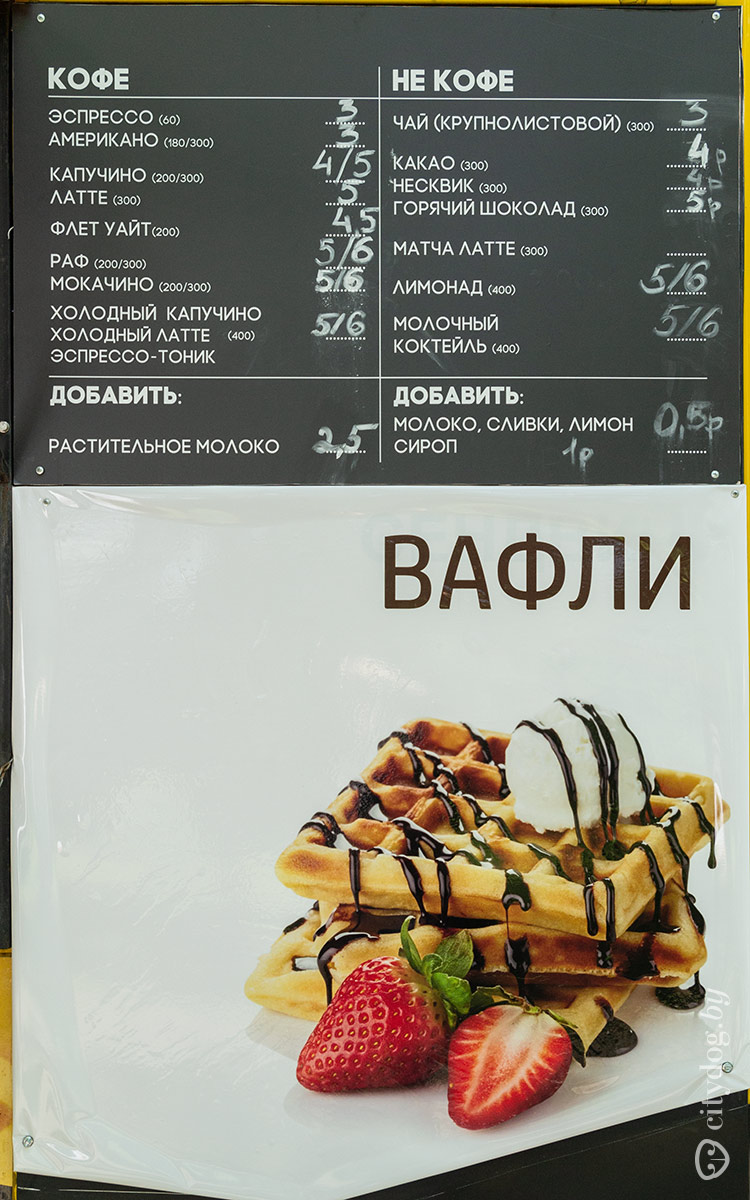 КОФЕ
ЭСПРЕССО (60) 3
АМЕРИКАНО (180/300) 3
КАПУЧИНО (200/300) 4/5
ЛАТТЕ (300) 5
ФЛЕТ УАЙТ(200) 4,5
РАФ (200/300) 5/6
МОКАЧИНО (200/300) 5/6
ХОЛОДНЫЙ КАПУЧИНО
ХОЛОДНЫЙ ЛАТТЕ (400) 5/6
ЭСПРЕССО-ТОНИК
ДОБАВИТЬ:
РАСТИТЕЛЬНОЕ МОЛОКО 2,5
НЕ КОФЕ
ЧАЙ (КРУПНОЛИСТОВОЙ) (300) 3
КАКАО (300) 4р
НЕСКВИК (300) 4р
ГОРЯЧИЙ ШОКОЛАД (300) 5р
МАТЧА ЛАТТЕ (300)
ЛИМОНАД (400) 5/6
МОЛОЧНЫЙ 5/6
КОКТЕЙЛЬ (400)
ДОБАВИТЬ:
МОЛОКО, СЛИВКИ, ЛИМОН 0,5р
СИРОП 1р
ВАФЛИ
citydog.by